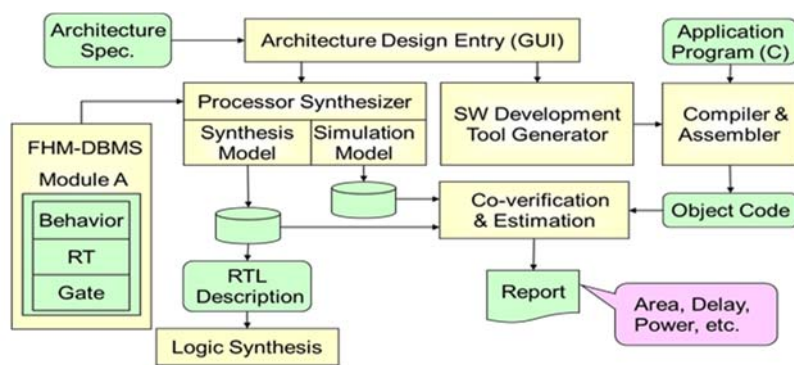 Architecture
Spec.
Architecture Design Entry (GUI)
Application
Program (C)
Processor Synthesizer
Synthesis
Model
Simulation
Model
SW Development
Tool Generator
Compiler &
Assembler
FHM-DBMS
Module A
Behavior
RT
Gate
Co-verification
& Estimation
Object Code
RTL
Description
Report
Area, Delay,
Power, etc.
Logic Synthesis